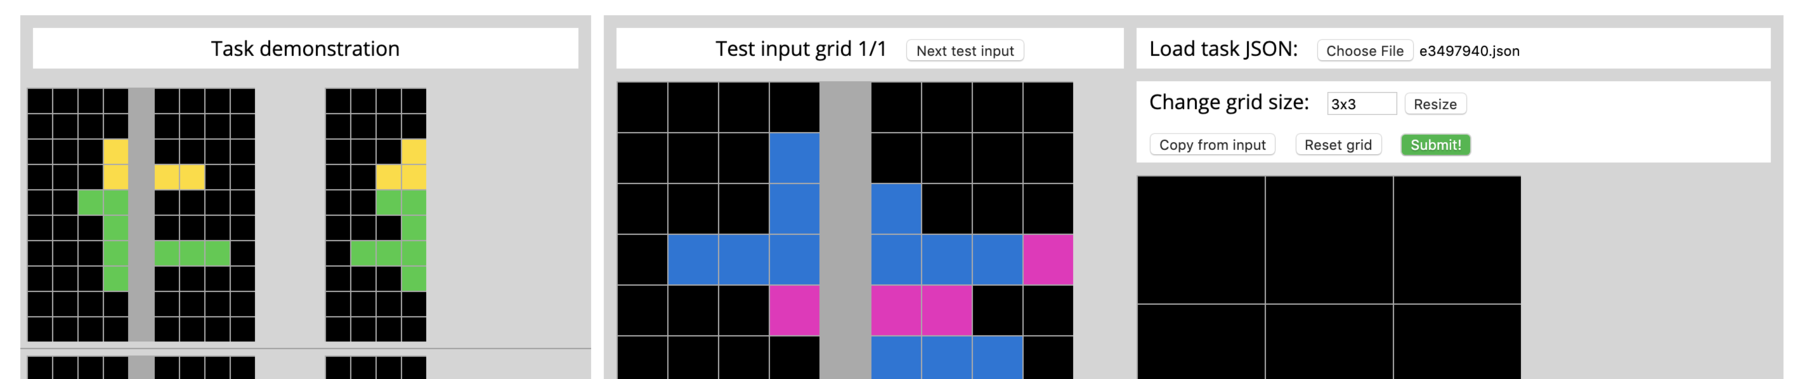 Task demonstration
Test input grid 1/1 Next test input
Load task JSON: Choose File e3497940.json
Change grid size: 3x3 Resize
Copy from input Reset grid Submit!